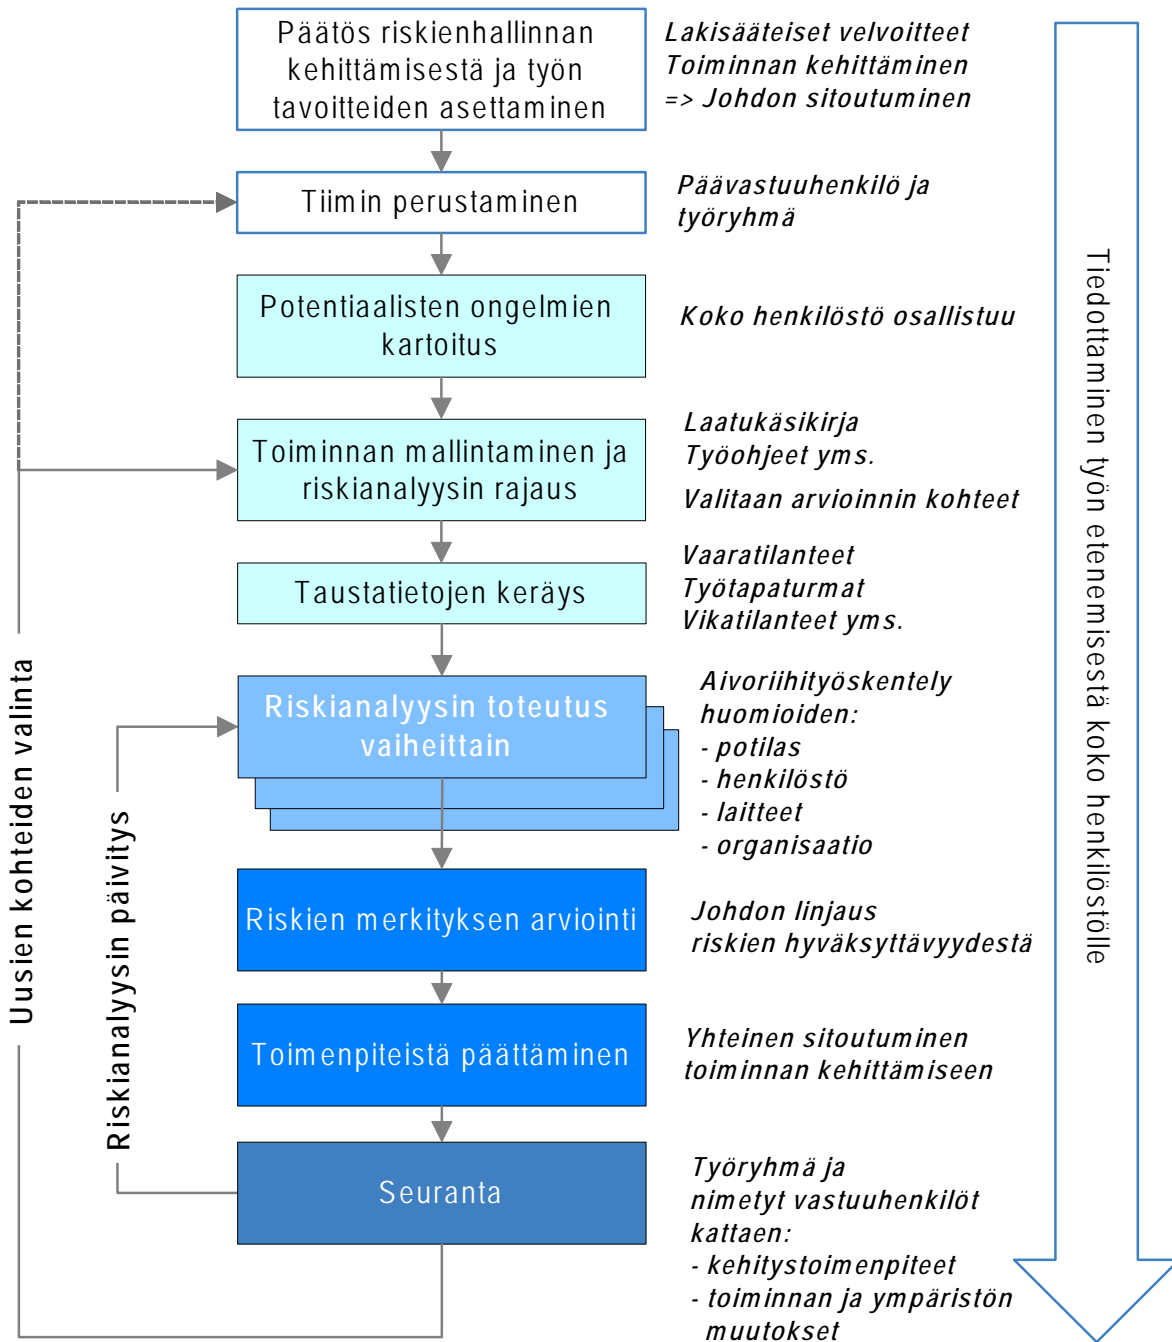 Päätös riskienhallinnan
kehittämisestä ja työn
tavoitteiden asettaminen
Lakisääteiset velvoitteet
Toiminnan kehittäminen
=> Johdon sitoutuminen
Tiimin perustaminen
Päävastuuhenkilö ja
työryhmä
Potentiaalisten ongelmien
kartoitus
Koko henkilöstö osallistuu
Toiminnan mallintaminen ja
riskianalyysin rajaus
Laatukäsikirja
Työohjeet yms.
Valitaan arvioinnin kohteet
Taustatietojen keräys
Vaaratilanteet
Työtapaturmat
Vikatilanteet yms.
Riskianalyysin toteutus
vaiheittain
Aivoriihityöskentely
huomioiden:
- potilas
- henkilöstö
- laitteet
- organisaatio
Riskien merkityksen arviointi
Johdon linjaus
riskien hyväksyttävyydestä
Toimenpiteistä päättäminen
Yhteinen sitoutuminen
toiminnan kehittämiseen
Seuranta
Työryhmä ja
nimetyt vastuuhenkilöt
kattaen:
- kehitystoimenpiteet
- toiminnan ja ympäristön
muutokset
Uusien kohteiden valinta
Riskianalyysin päivitys
Tiedottaminen työn etenemisestä koko henkilöstölle